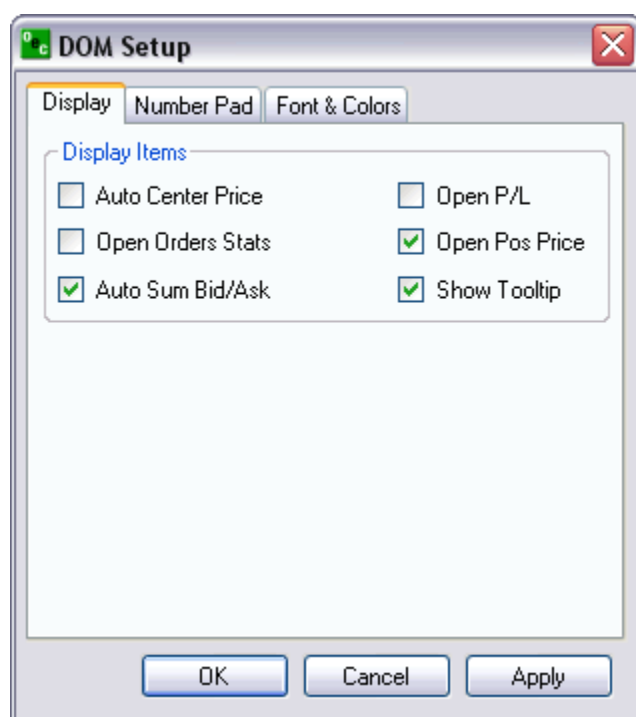 Oec DOM Setup
Display Number Pad Font & Colors
Display Items
Auto Center Price Open P/L
Open Orders Stats Open Pos Price
Auto Sum Bid/Ask Show Tooltip
OK Cancel Apply